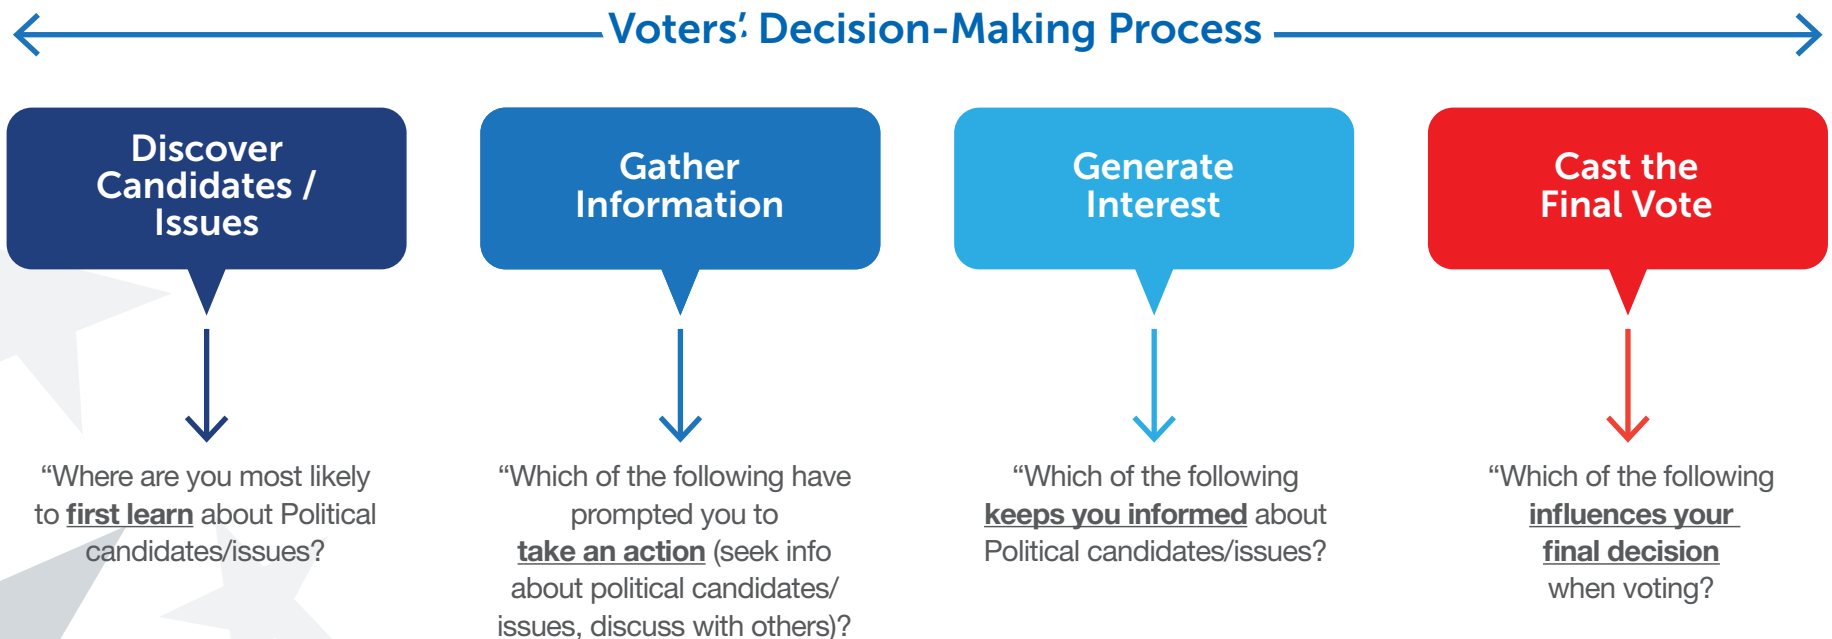 Voters’ Decision-Making Process
Discover
Candidates /
Issues
Gather
Information
Generate
Interest
Cast the
Final Vote
“Where are you most likely
to first learn about Political
candidates/issues?
“Which of the following have
prompted you to
take an action (seek info
about political candidates/
issues, discuss with others)?
“Which of the following
keeps you informed about
Political candidates/issues?
“Which of the following
influences your
final decision
when voting?